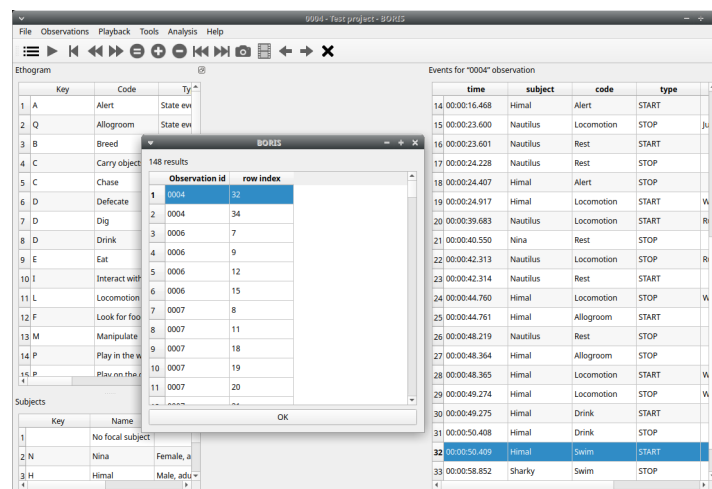 0004 - Test project - BORIS
File Observations Playback Tools Analysis Help
Ethogram
Key Code Ty
1 A Alert State eve
2 Q Allogroom State eve
3 B Breed
4 C Carry object
5 C Chase
6 D Defecate
7 D Dig
8 D Drink
9 E Eat
10 I Interact with
11 L Locomotion
12 F Look for foo
13 M Manipulate
14 P Play in the w
15 P Play on the
Subjects
Key Name
1 No focal subject
2 N Nina Female, a
3 H Himal Male, adu
BORIS
148 results
Observation id row index
1 0004 32
2 0004 34
3 0006 7
4 0006 9
5 0006 12
6 0006 15
7 0007 8
8 0007 11
9 0007 18
10 0007 19
11 0007 20
OK
Events for "0004" observation
time subject code type
14 00:00:16.468 Himal Alert START
15 00:00:23.600 Nautilus Locomotion STOP Ju
16 00:00:23.601 Nautilus Rest START
17 00:00:24.228 Nautilus Rest STOP
18 00:00:24.407 Himal Alert STOP
19 00:00:24.917 Himal Locomotion START W
20 00:00:39.683 Nautilus Locomotion START Ru
21 00:00:40.550 Nina Rest STOP
22 00:00:42.313 Nautilus Locomotion STOP Ru
23 00:00:42.314 Nautilus Rest START
24 00:00:44.760 Himal Locomotion STOP W
25 00:00:44.761 Himal Allogroom START
26 00:00:48.219 Nautilus Rest STOP
27 00:00:48.364 Himal Allogroom STOP
28 00:00:48.365 Himal Locomotion START W
29 00:00:49.274 Himal Locomotion STOP W
30 00:00:49.275 Himal Drink START
31 00:00:50.408 Himal Drink STOP
32 00:00:50.409 Himal Swim START
33 00:00:58.852 Sharky Swim STOP